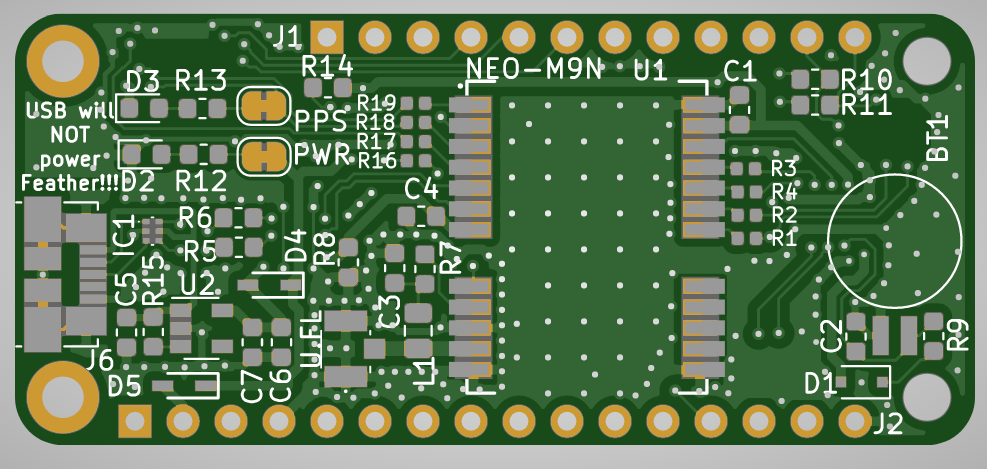 J1
R14
NEO-M9N
U1
C1
D3
R13
R10
R11
USB will
NOT
power
Feather!!!
PPS
PWR
R19
R18
R17
R16
BT1
D2
R12
R3
R4
R2
R1
C4
R6
R5
IC1
D4
R8
R7
C5
R15
U2
U.FL
C3
L1
C2
R9
J6
D5
C7
C6
D1
J2